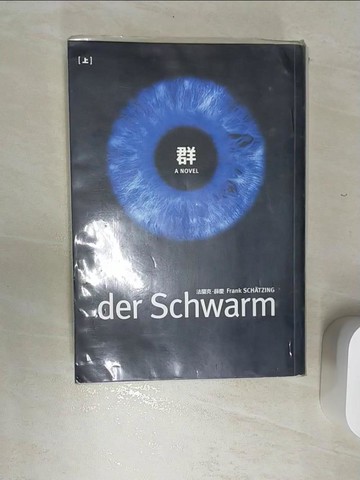 [上]
群
A NOVEL
法蘭克·薛慶 Frank SCHÄTZING
der Schwarm